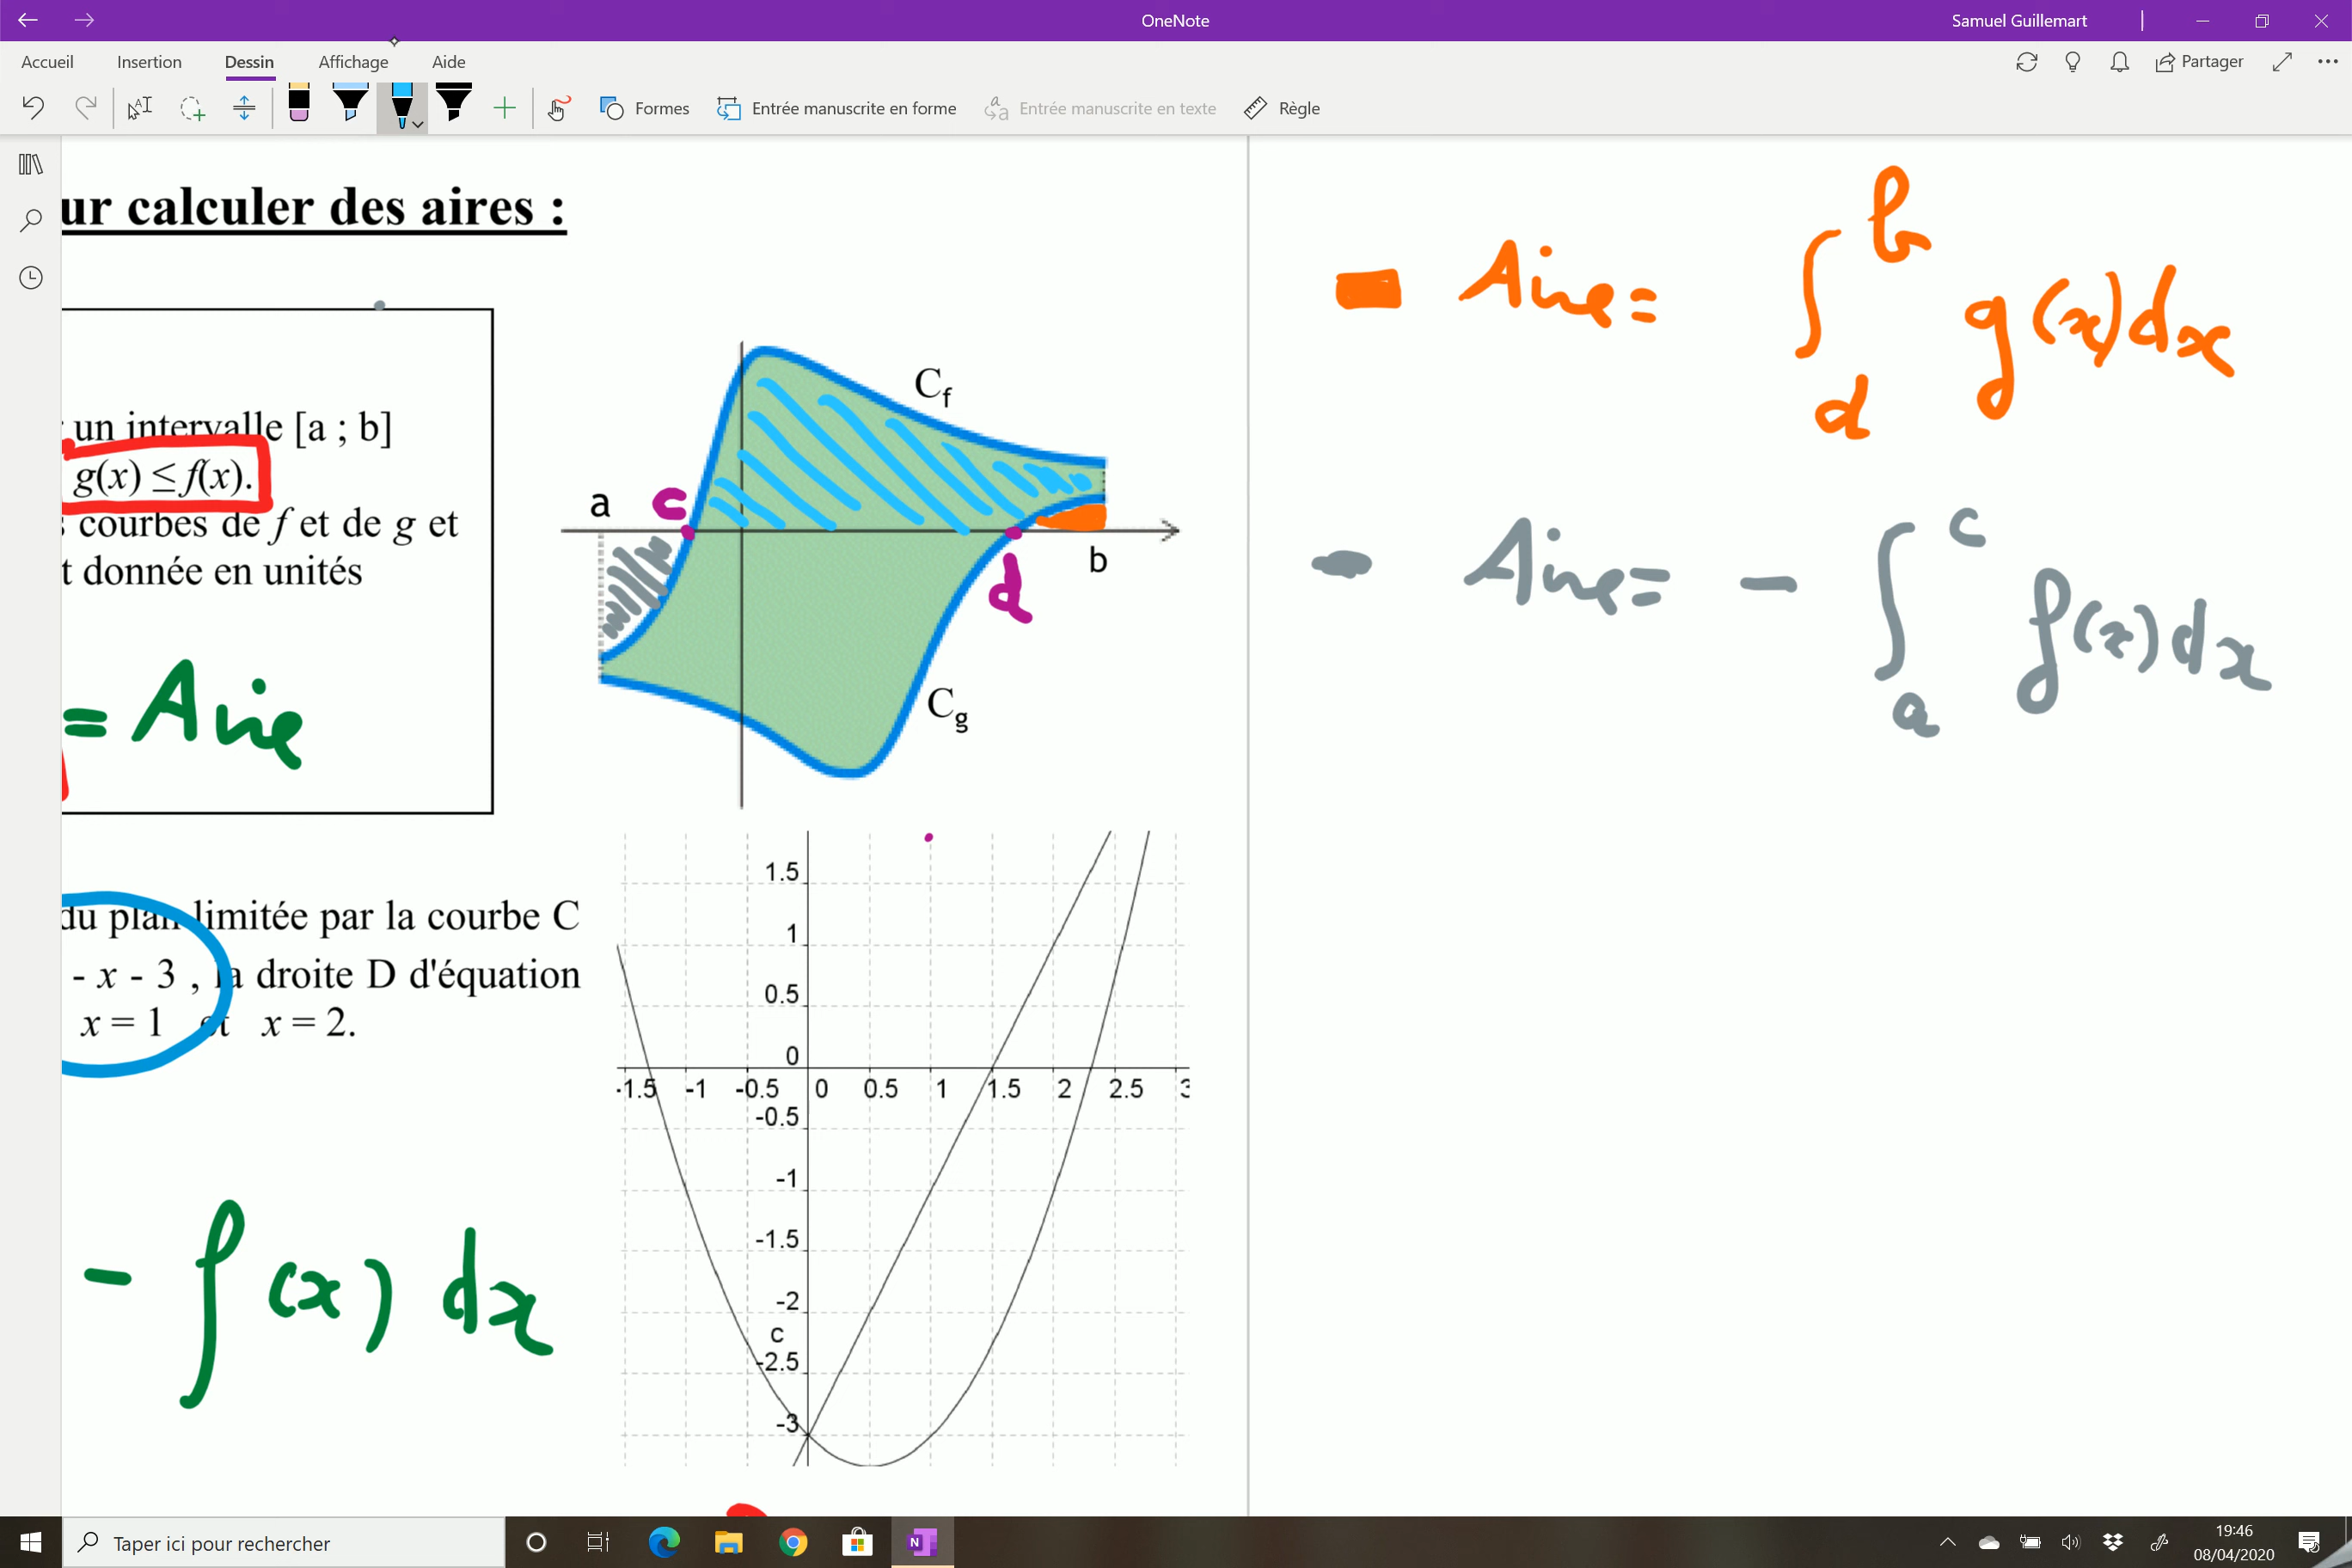 OneNote
Samuel Guillemart
Accueil Insertion Dessin Affichage Aide
Partager
Formes
Entrée manuscrite en forme
Entrée manuscrite en texte
Règle
ur calculer des aires :
un intervalle [a ; b]
g(x) ≤ f(x).
courbes de f et de g et
t donnée en unités
= Aire
C_f
a
c
b
d
C_g
du plan limitée par la courbe C
- x - 3 , la droite D d'équation
x = 1 et x = 2.
- f(x) dx
1.5
1
0.5
0
-1.5 -1 -0.5 0 0.5 1 1.5 2 2.5 3
-0.5
-1
-1.5
-2
c
-2.5
-3
Aire= ∫_d^b g(x)dx
Aire= - ∫_a^c f(x)dx
Taper ici pour rechercher
19:46
08/04/2020